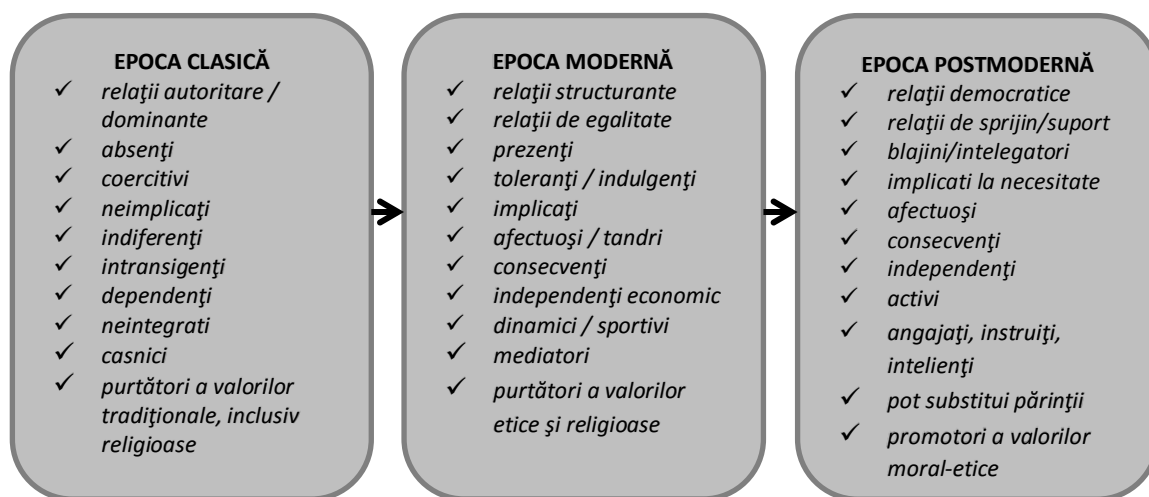 EPOCA CLASICĂ
✓ relaţii autoritare /
dominante
✓ absenţi
✓ coercitivi
✓ neimplicaţi
✓ indiferenţi
✓ intransigenţi
✓ dependenţi
✓ neintegrati
✓ casnici
✓ purtători a valorilor
tradiţionale, inclusiv
religioase
EPOCA MODERNĂ
✓ relaţii structurante
✓ relaţii de egalitate
✓ prezenţi
✓ toleranţi / indulgenţi
✓ implicaţi
✓ afectuoşi / tandri
✓ consecvenţi
✓ independenţi economic
✓ dinamici / sportivi
✓ mediatori
✓ purtători a valorilor
etice şi religioase
EPOCA POSTMODERNĂ
✓ relaţii democratice
✓ relaţii de sprijin/suport
✓ blajini/intelegatori
✓ implicati la necesitate
✓ afectuoşi
✓ consecvenţi
✓ independenţi
✓ activi
✓ angajaţi, instruiţi,
intelienţi
✓ pot substitui părinţii
✓ promotori a valorilor
moral-etice